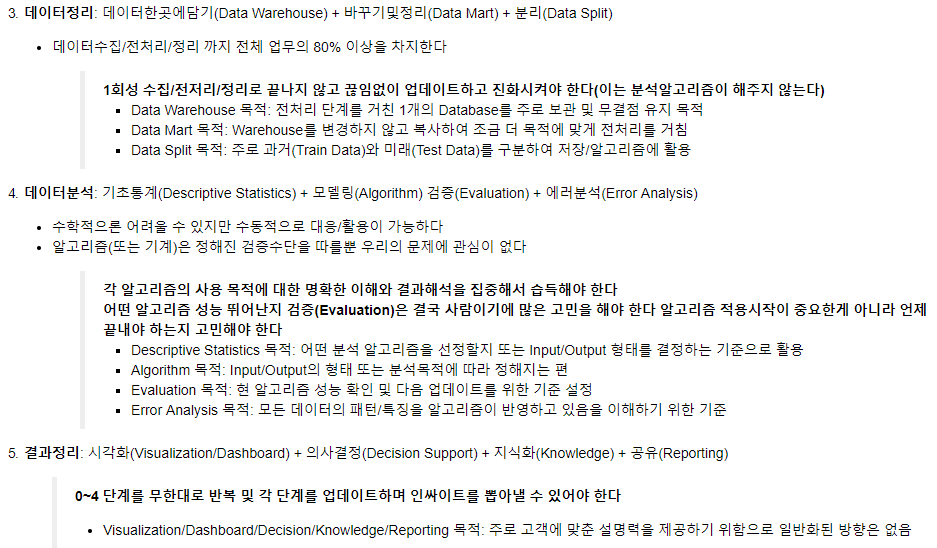 3. 데이터정리: 데이터한곳에담기(Data Warehouse) + 바꾸기및정리(Data Mart) + 분리(Data Split)
• 데이터수집/전처리/정리 까지 전체 업무의 80% 이상을 차지한다
1회성 수집/전저리/정리로 끝나지 않고 끊임없이 업데이트하고 진화시켜야 한다(이는 분석알고리즘이 해주지 않는다)
▪ Data Warehouse 목적: 전처리 단계를 거친 1개의 Database를 주로 보관 및 무결점 유지 목적
▪ Data Mart 목적: Warehouse를 변경하지 않고 복사하여 조금 더 목적에 맞게 전처리를 거침
▪ Data Split 목적: 주로 과거(Train Data)와 미래(Test Data)를 구분하여 저장/알고리즘에 활용
4. 데이터분석: 기초통계(Descriptive Statistics) + 모델링(Algorithm) 검증(Evaluation) + 에러분석(Error Analysis)
• 수학적으론 어려울 수 있지만 수동적으로 대응/활용이 가능하다
• 알고리즘(또는 기계)은 정해진 검증수단을 따를뿐 우리의 문제에 관심이 없다
각 알고리즘의 사용 목적에 대한 명확한 이해와 결과해석을 집중해서 습득해야 한다
어떤 알고리즘 성능 뛰어난지 검증(Evaluation)은 결국 사람이기에 많은 고민을 해야 한다 알고리즘 적용시작이 중요한게 아니라 언제
끝내야 하는지 고민해야 한다
▪ Descriptive Statistics 목적: 어떤 분석 알고리즘을 선정할지 또는 Input/Output 형태를 결정하는 기준으로 활용
▪ Algorithm 목적: Input/Output의 형태 또는 분석목적에 따라 정해지는 편
▪ Evaluation 목적: 현 알고리즘 성능 확인 및 다음 업데이트를 위한 기준 설정
▪ Error Analysis 목적: 모든 데이터의 패턴/특징을 알고리즘이 반영하고 있음을 이해하기 위한 기준
5. 결과정리: 시각화(Visualization/Dashboard) + 의사결정(Decision Support) + 지식화(Knowledge) + 공유(Reporting)
0~4 단계를 무한대로 반복 및 각 단계를 업데이트하며 인싸이트를 뽑아낼 수 있어야 한다
• Visualization/Dashboard/Decision/Knowledge/Reporting 목적: 주로 고객에 맞춘 설명력을 제공하기 위함으로 일반화된 방향은 없음